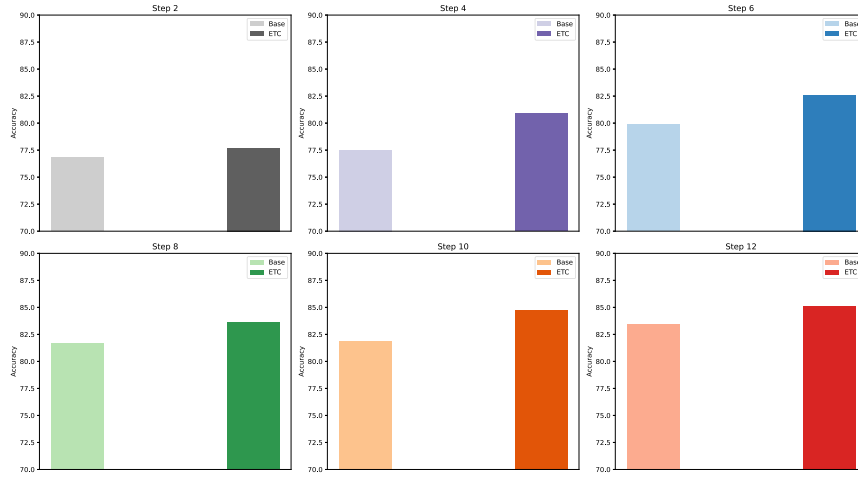 Step 2
90.0
87.5
85.0
82.5
80.0
77.5
75.0
72.5
70.0
Accuracy
Base
ETC
Step 4
90.0
87.5
85.0
82.5
80.0
77.5
75.0
72.5
70.0
Accuracy
Base
ETC
Step 6
90.0
87.5
85.0
82.5
80.0
77.5
75.0
72.5
70.0
Accuracy
Base
ETC
Step 8
90.0
87.5
85.0
82.5
80.0
77.5
75.0
72.5
70.0
Accuracy
Base
ETC
Step 10
90.0
87.5
85.0
82.5
80.0
77.5
75.0
72.5
70.0
Accuracy
Base
ETC
Step 12
90.0
87.5
85.0
82.5
80.0
77.5
75.0
72.5
70.0
Accuracy
Base
ETC